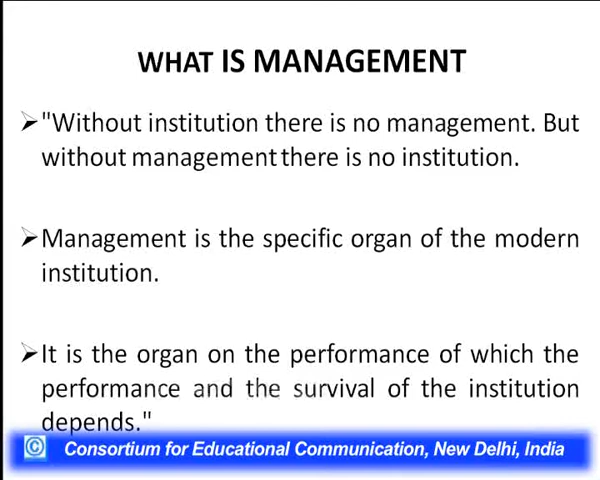 WHAT IS MANAGEMENT
"Without institution there is no management. But
without management there is no institution.
Management is the specific organ of the modern
institution.
It is the organ on the performance of which the
performance and the survival of the institution
depends."
© Consortium for Educational Communication, New Delhi, India